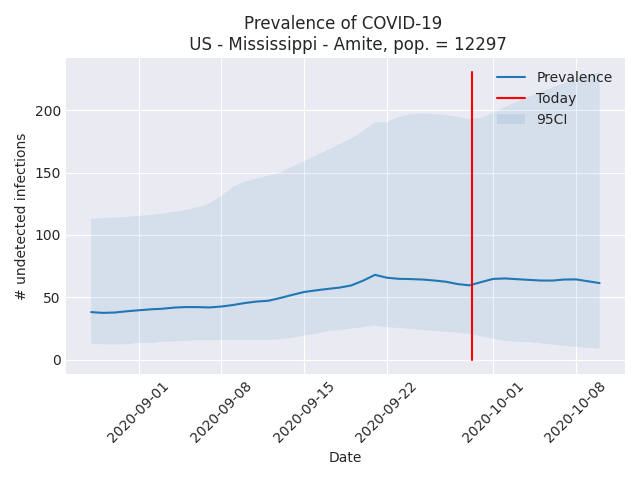 Prevalence of COVID-19
US - Mississippi - Amite, pop. = 12297
Prevalence
Today
95CI
# undetected infections
200
150
100
50
0
2020-09-01
2020-09-08
2020-09-15
2020-09-22
2020-10-01
2020-10-08
Date